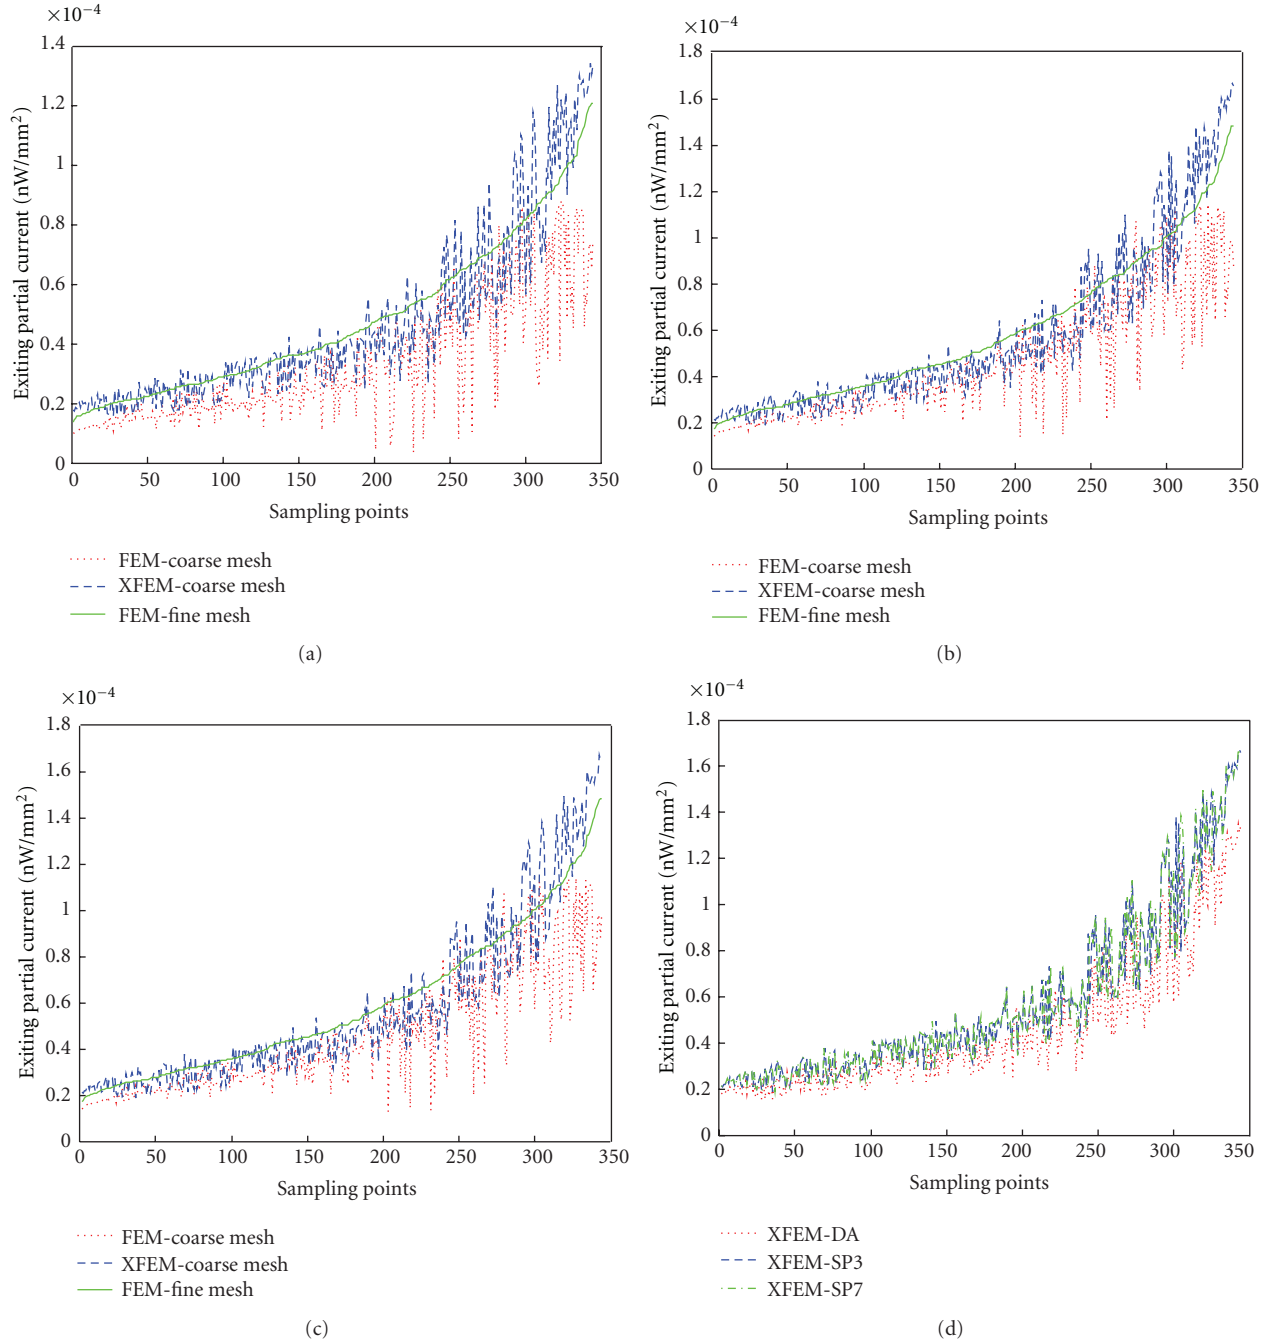 ×10−4
1.4
1.2
1
0.8
0.6
0.4
0.2
0
0 50 100 150 200 250 300 350
Exiting partial current (nW/mm2)
Sampling points
FEM-coarse mesh
XFEM-coarse mesh
FEM-fine mesh
(a)
×10−4
1.8
1.6
1.4
1.2
1
0.8
0.6
0.4
0.2
0
0 50 100 150 200 250 300 350
Exiting partial current (nW/mm2)
Sampling points
FEM-coarse mesh
XFEM-coarse mesh
FEM-fine mesh
(b)
×10−4
1.8
1.6
1.4
1.2
1
0.8
0.6
0.4
0.2
0
0 50 100 150 200 250 300 350
Exiting partial current (nW/mm2)
Sampling points
FEM-coarse mesh
XFEM-coarse mesh
FEM-fine mesh
(c)
×10−4
1.8
1.6
1.4
1.2
1
0.8
0.6
0.4
0.2
0
0 50 100 150 200 250 300 350
Exiting partial current (nW/mm2)
Sampling points
XFEM-DA
XFEM-SP3
XFEM-SP7
(d)